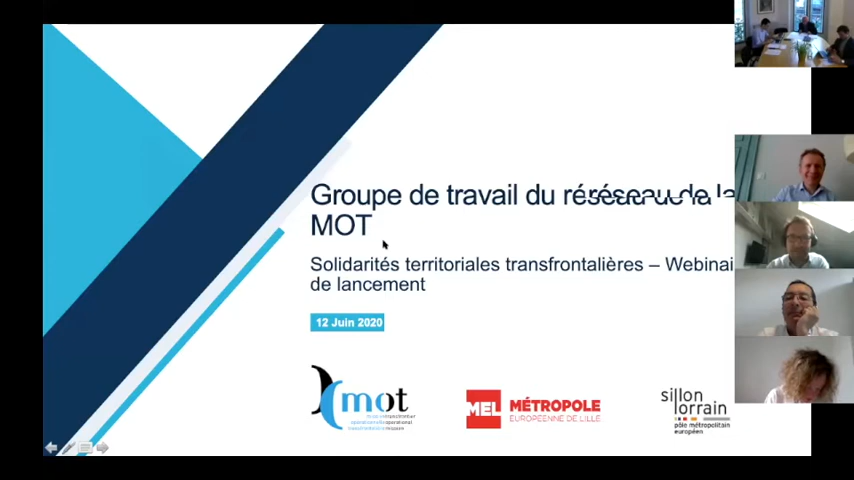 Groupe de travail du réseau de la
MOT
Solidarités territoriales transfrontalières – Webinai
de lancement
12 Juin 2020
mot
MEL MÉTROPOLE
EUROPÉENNE DE LILLE
sillon
lorrain
pôle métropolitain
européen